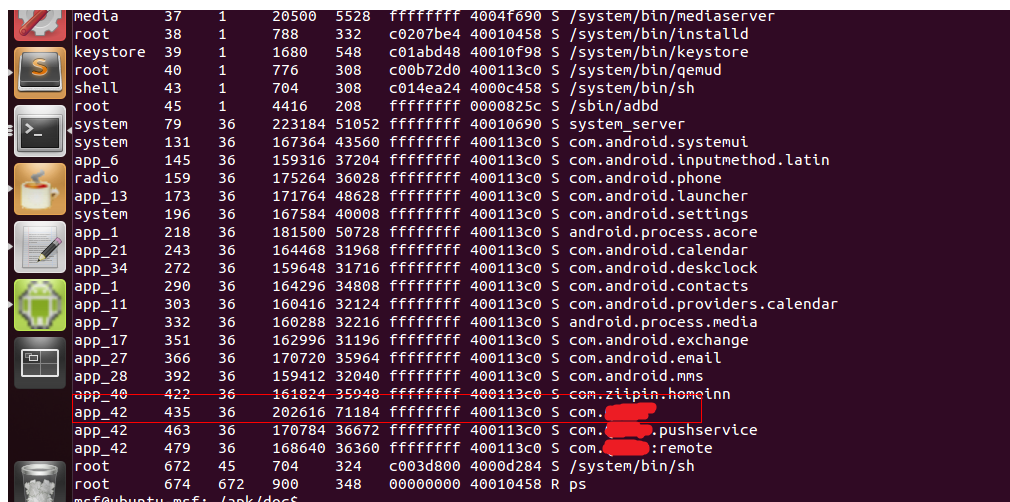 media 37 1 20500 5528 ffffffff 4004f690 S /system/bin/mediaserver
root 38 1 788 332 c0207be4 40010458 S /system/bin/installd
keystore 39 1 1680 548 c01abd48 40010f98 S /system/bin/keystore
root 40 1 776 308 c00b72d0 400113c0 S /system/bin/qemud
shell 43 1 704 308 c014ea24 4000c458 S /system/bin/sh
root 45 1 4416 208 ffffffff 0000825c S /sbin/adbd
system 79 36 223184 51052 ffffffff 40010690 S system_server
system 131 36 167364 43560 ffffffff 400113c0 S com.android.systemui
app_6 145 36 159316 37204 ffffffff 400113c0 S com.android.inputmethod.latin
radio 159 36 175264 36028 ffffffff 400113c0 S com.android.phone
app_13 173 36 171764 48628 ffffffff 400113c0 S com.android.launcher
system 196 36 167584 40008 ffffffff 400113c0 S com.android.settings
app_1 218 36 181500 50728 ffffffff 400113c0 S android.process.acore
app_21 243 36 164468 31968 ffffffff 400113c0 S com.android.calendar
app_34 272 36 159648 31716 ffffffff 400113c0 S com.android.deskclock
app_1 290 36 164296 34808 ffffffff 400113c0 S com.android.contacts
app_11 303 36 160416 32124 ffffffff 400113c0 S com.android.providers.calendar
app_7 332 36 160288 32216 ffffffff 400113c0 S android.process.media
app_17 351 36 162996 31196 ffffffff 400113c0 S com.android.exchange
app_27 366 36 170720 35964 ffffffff 400113c0 S com.android.email
app_28 392 36 159412 32040 ffffffff 400113c0 S com.android.mms
app_40 422 36 161824 35948 ffffffff 400113c0 S com.ziipin.homeinn
app_42 435 36 202616 71184 ffffffff 400113c0 S com.
app_42 463 36 170784 36672 ffffffff 400113c0 S com. .pushservice
app_42 479 36 168640 36360 ffffffff 400113c0 S com. :remote
root 672 45 704 324 c003d800 4000d284 S /system/bin/sh
root 674 672 900 348 00000000 40010458 R ps